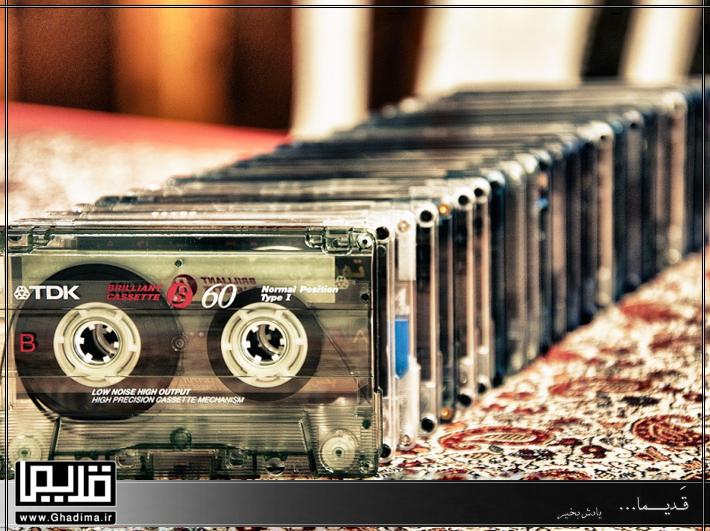 TDK
BRILLIANT
CASSETTE
B 60
Normal Position
Type I
B
LOW NOISE HIGH OUTPUT
HIGH PRECISION CASSETTE MECHANISM
قدیما
www.Ghadima.ir
قَدیـــما...
یادش بخیر